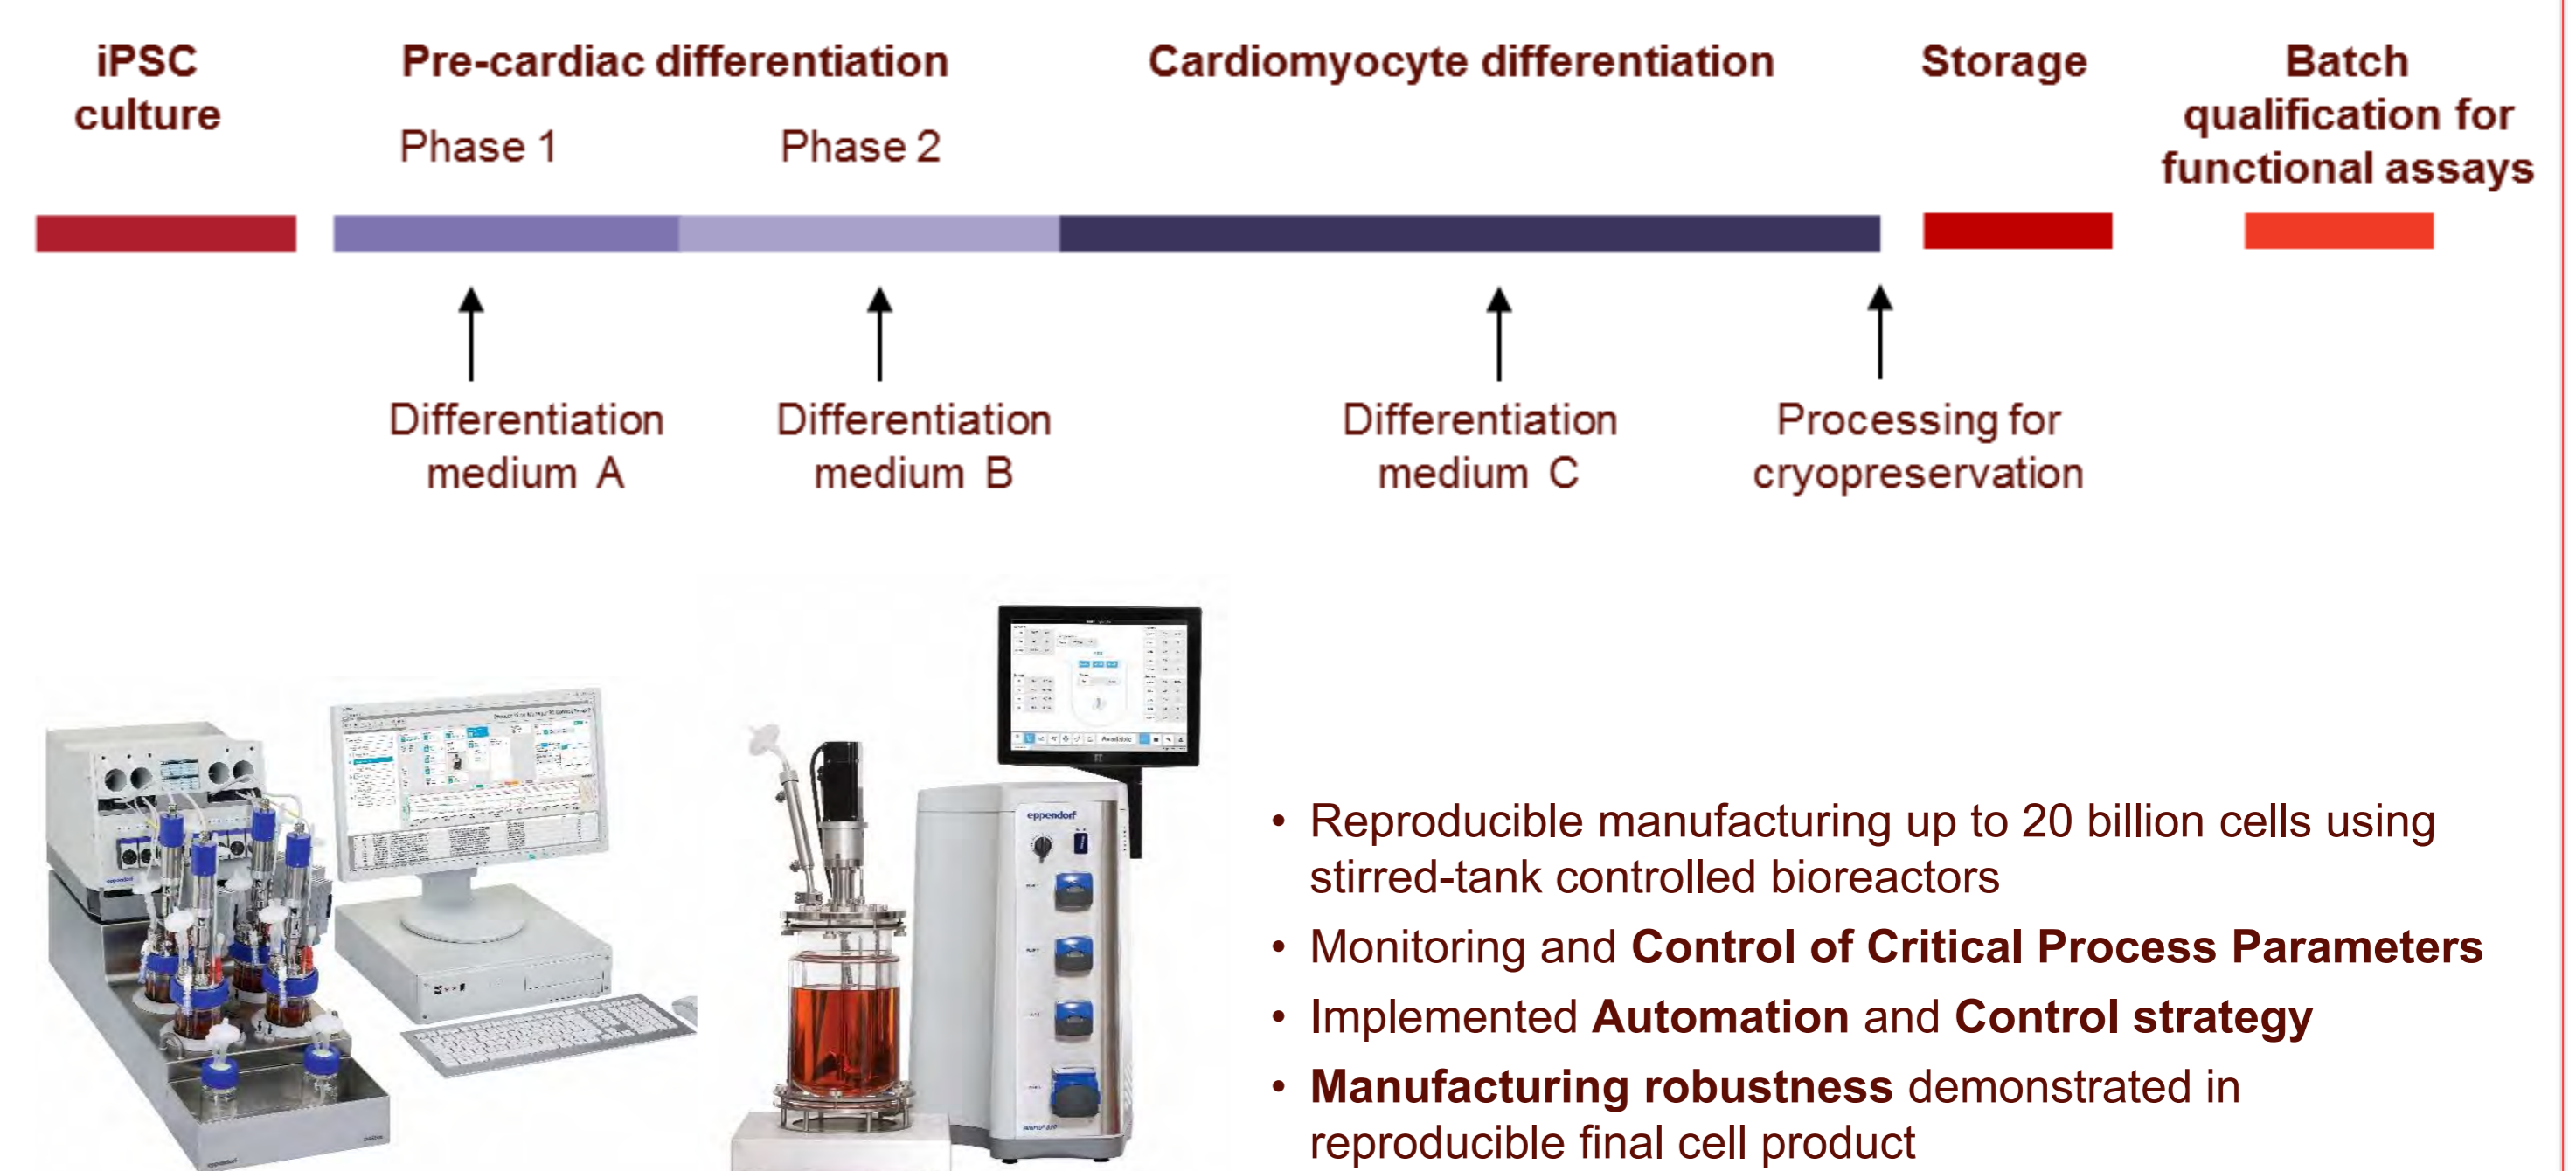 iPSC
culture
Pre-cardiac differentiation
Phase 1
Phase 2
Cardiomyocyte differentiation
Storage
Batch
qualification for
functional assays
Differentiation
medium A
Differentiation
medium B
Differentiation
medium C
Processing for
cryopreservation
Available
eppendorf
eppendorf
eppendorf
• Reproducible manufacturing up to 20 billion cells using
stirred-tank controlled bioreactors
• Monitoring and Control of Critical Process Parameters
• Implemented Automation and Control strategy
• Manufacturing robustness demonstrated in
reproducible final cell product